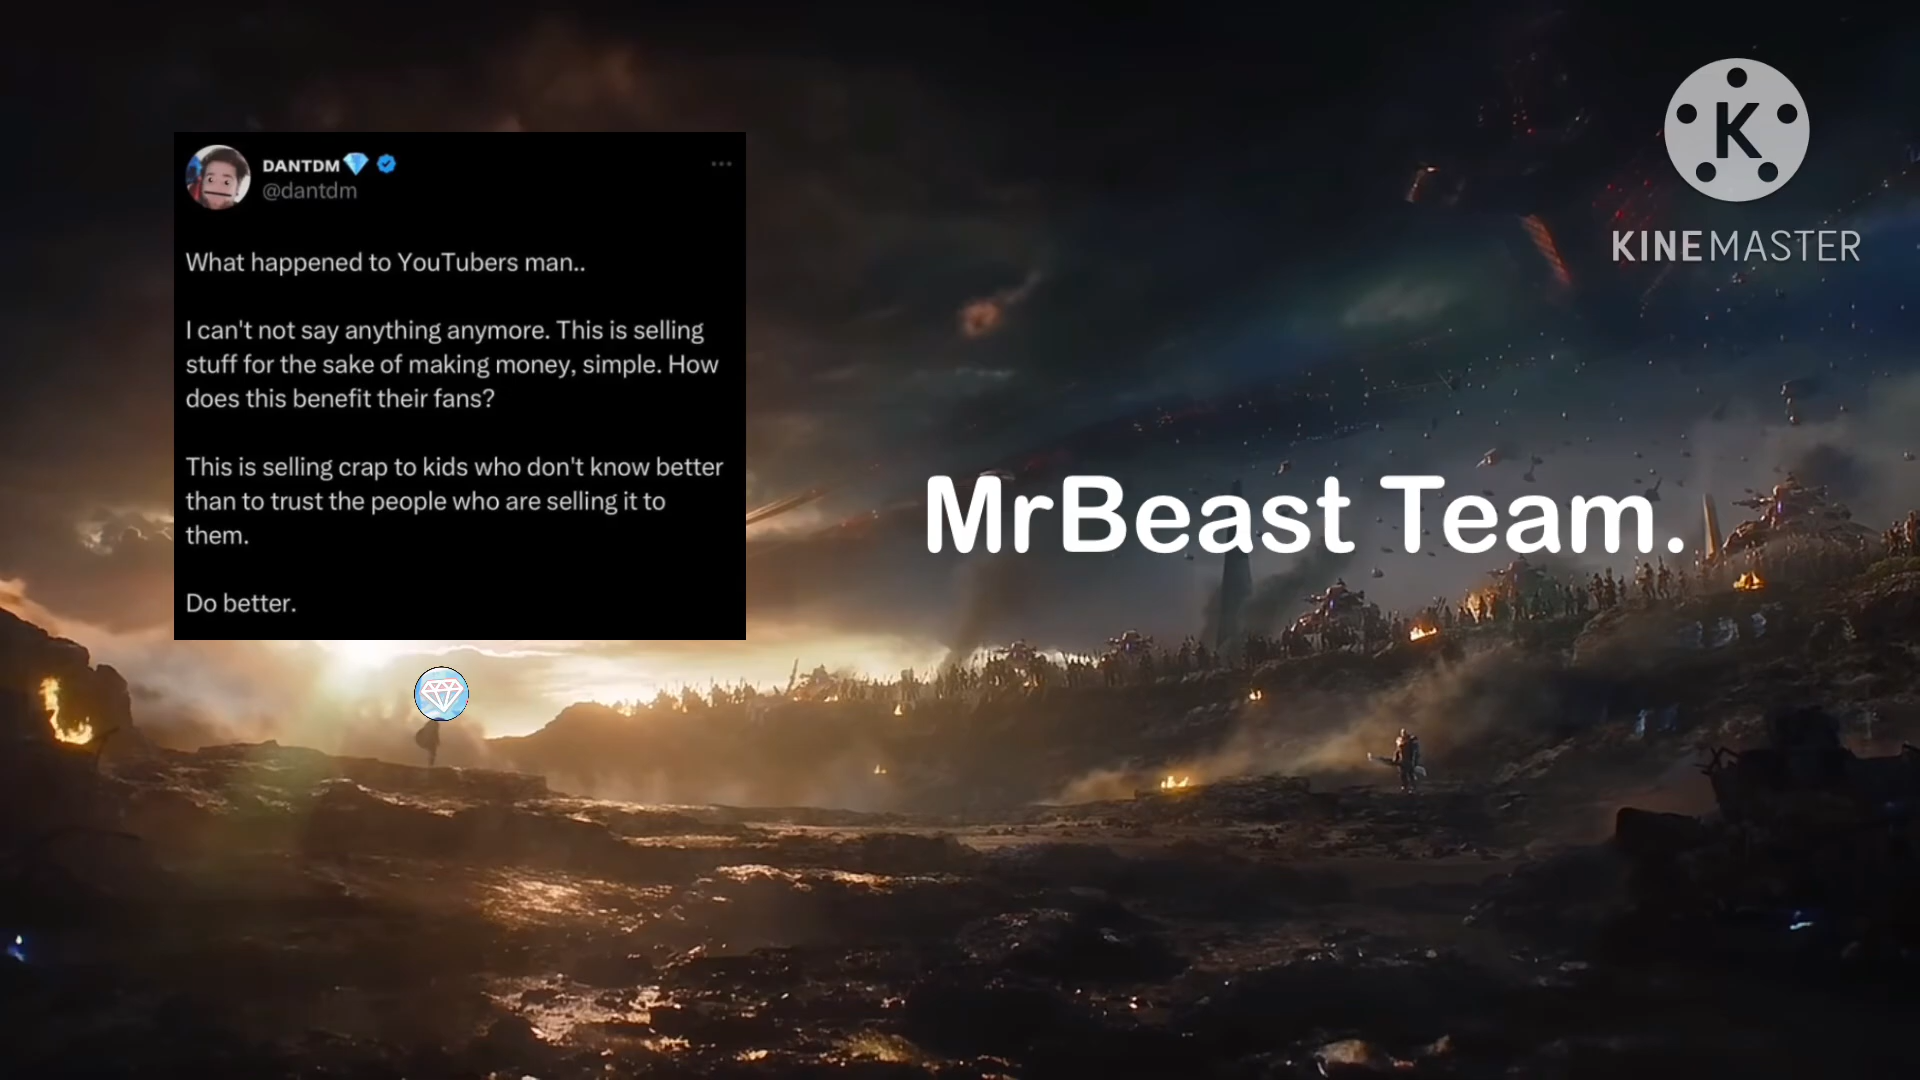 DANTDM
@dantdm
What happened to YouTubers man..
I can't not say anything anymore. This is selling
stuff for the sake of making money, simple. How
does this benefit their fans?
This is selling crap to kids who don't know better
than to trust the people who are selling it to
them.
Do better.
MrBeast Team.
K
KINEMASTER